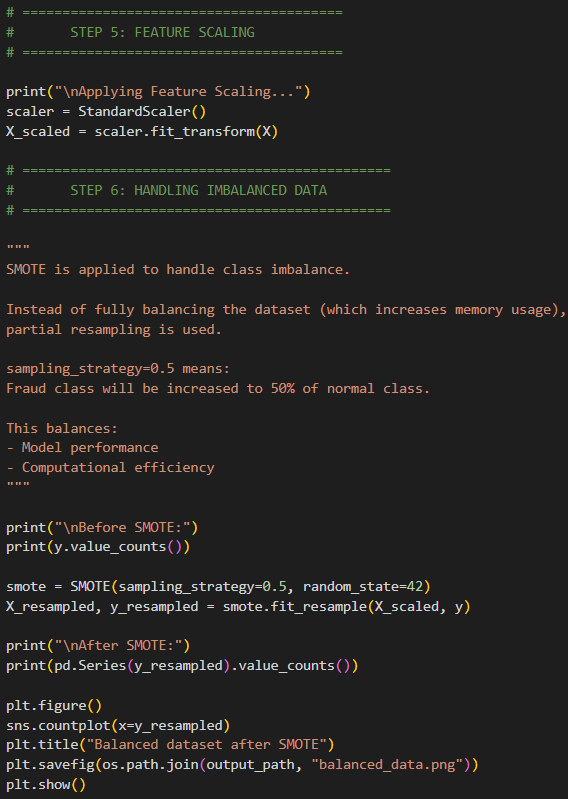 # ========================================
#       STEP 5: FEATURE SCALING
# ========================================
print("\nApplying Feature Scaling...")
scaler = StandardScaler()
X_scaled = scaler.fit_transform(X)
# ==============================================
#       STEP 6: HANDLING IMBALANCED DATA
# ==============================================
"""
SMOTE is applied to handle class imbalance.
Instead of fully balancing the dataset (which increases memory usage),
partial resampling is used.
sampling_strategy=0.5 means:
Fraud class will be increased to 50% of normal class.
This balances:
- Model performance
- Computational efficiency
"""
print("\nBefore SMOTE:")
print(y.value_counts())
smote = SMOTE(sampling_strategy=0.5, random_state=42)
X_resampled, y_resampled = smote.fit_resample(X_scaled, y)
print("\nAfter SMOTE:")
print(pd.Series(y_resampled).value_counts())
plt.figure()
sns.countplot(x=y_resampled)
plt.title("Balanced dataset after SMOTE")
plt.savefig(os.path.join(output_path, "balanced_data.png"))
plt.show()